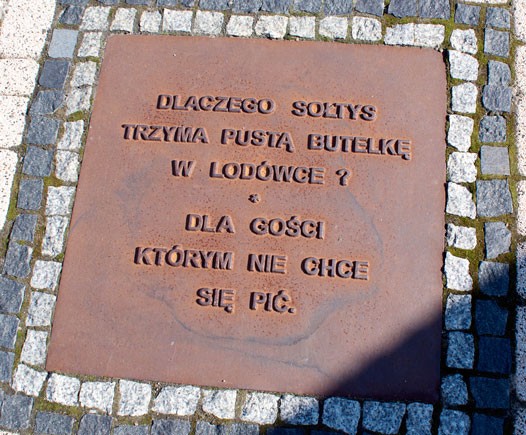 DLACZEGO SOŁTYS
TRZYMA PUSTĄ BUTELKĘ
W LODÓWCE ?
*
DLA GOŚCI
KTÓRYM NIE CHCE
SIĘ PIĆ.